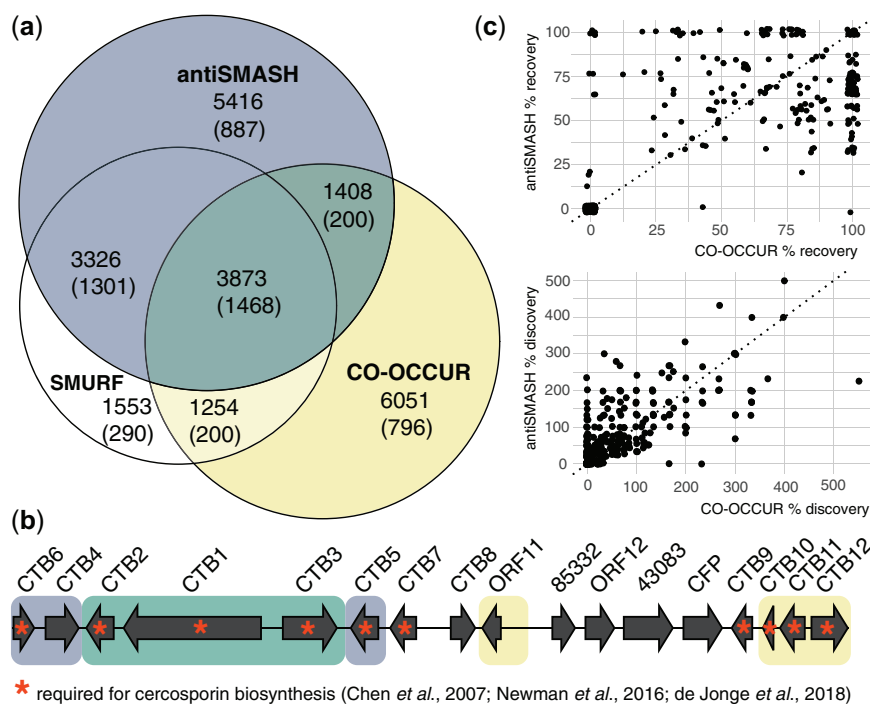 (a)
antiSMASH
5416
(887)
1408
(200)
3326
(1301)
3873
(1468)
SMURF
1553
(290)
1254
(200)
CO-OCCUR
6051
(796)
(c)
antiSMASH % recovery
100
75
50
25
0
0 25 50 75 100
CO-OCCUR % recovery
antiSMASH % discovery
500
400
300
200
100
0
0 100 200 300 400 500
CO-OCCUR % discovery
(b)
CTB6 CTB4 CTB2 CTB1 CTB3 CTB5 CTB7 CTB8 ORF11 85332 ORF12 43083 CFP CTB9 CTB10 CTB11 CTB12
* * * * * * * * * *
* required for cercosporin biosynthesis (Chen et al., 2007; Newman et al., 2016; de Jonge et al., 2018)